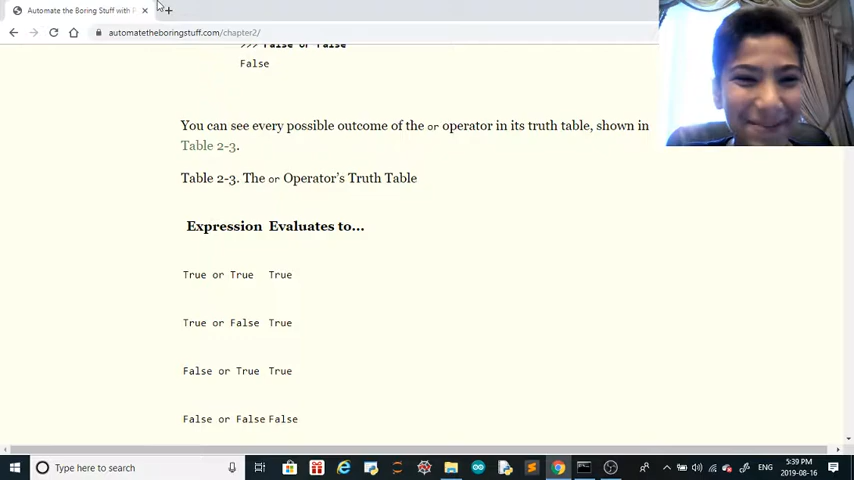 Automate the Boring Stuff with
automatetheboringstuff.com/chapter2/
>>> False or False
False
You can see every possible outcome of the or operator in its truth table, shown in
Table 2-3.
Table 2-3. The or Operator's Truth Table
Expression Evaluates to...
True or True True
True or False True
False or True True
False or False False
Type here to search
ENG
5:39 PM
2019-08-16